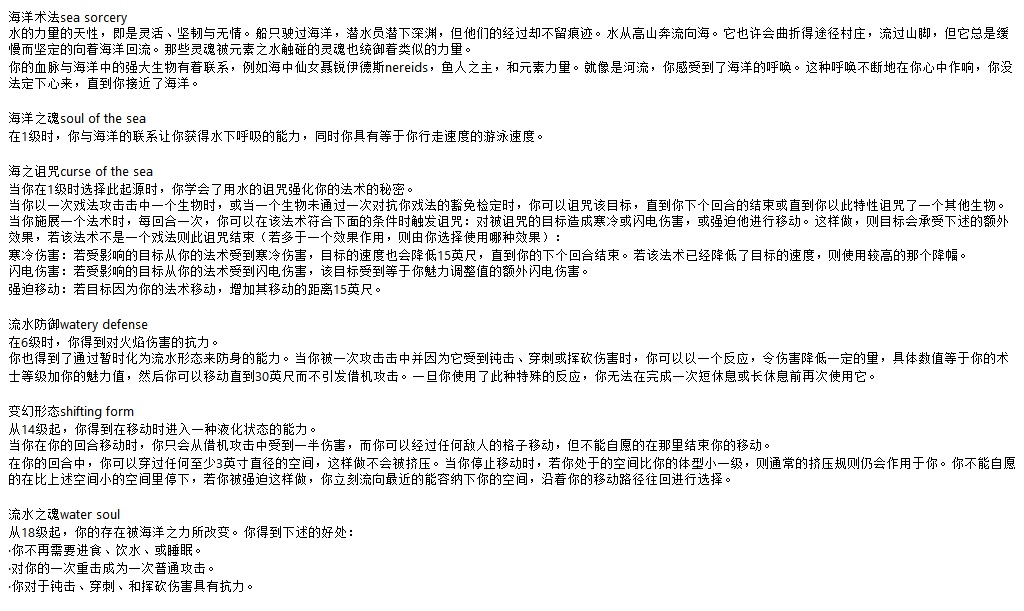 海洋术法sea sorcery
水的力量的天性，即是灵活、坚韧与无情。船只驶过海洋，潜水员潜下深渊，但他们的经过却不留痕迹。水从高山奔流向海。它也许会曲折得途径村庄，流过山脚，但它总是缓
慢而坚定的向着海洋回流。那些灵魂被元素之水触碰的灵魂也统御着类似的力量。
你的血脉与海洋中的强大生物有着联系，例如海中仙女聂锐伊德斯nereids，鱼人之主，和元素力量。就像是河流，你感受到了海洋的呼唤。这种呼唤不断地在你心中作响，你没
法定下心来，直到你接近了海洋。
海洋之魂soul of the sea
在1级时，你与海洋的联系让你获得水下呼吸的能力，同时你具有等于你行走速度的游泳速度。
海之诅咒curse of the sea
当你在1级时选择此起源时，你学会了用水的诅咒强化你的法术的秘密。
当你以一次戏法攻击击中一个生物时，或当一个生物未通过一次对抗你戏法的豁免检定时，你可以诅咒该目标，直到你下个回合的结束或直到你以此特性诅咒了一个其他生物。
当你施展一个法术时，每回合一次，你可以在该法术符合下面的条件时触发诅咒：对被诅咒的目标造成寒冷或闪电伤害，或强迫他进行移动。这样做，则目标会承受下述的额外
效果，若该法术不是一个戏法则此诅咒结束（若多于一个效果作用，则由你选择使用哪种效果）：
寒冷伤害：若受影响的目标从你的法术受到寒冷伤害，目标的速度也会降低15英尺，直到你的下个回合结束。若该法术已经降低了目标的速度，则使用较高的那个降幅。
闪电伤害：若受影响的目标从你的法术受到闪电伤害，该目标受到等于你魅力调整值的额外闪电伤害。
强迫移动：若目标因为你的法术移动，增加其移动的距离15英尺。
流水防御watery defense
在6级时，你得到对火焰伤害的抗力。
你也得到了通过暂时化为流水形态来防身的能力。当你被一次攻击击中并因为它受到钝击、穿刺或挥砍伤害时，你可以以一个反应，令伤害降低一定的量，具体数值等于你的术
士等级加你的魅力值，然后你可以移动直到30英尺而不引发借机攻击。一旦你使用了此种特殊的反应，你无法在完成一次短休息或长休息前再次使用它。
变幻形态shifting form
从14级起，你得到在移动时进入一种液化状态的能力。
当你在你的回合移动时，你只会从借机攻击中受到一半伤害，而你可以经过任何敌人的格子移动，但不能自愿的在那里结束你的移动。
在你的回合中，你可以穿过任何至少3英寸直径的空间，这样做不会被挤压。当你停止移动时，若你处于的空间比你的体型小一级，则通常的挤压规则仍会作用于你。你不能自愿
的在比上述空间小的空间里停下，若你被强迫这样做，你立刻流向最近的能容纳下你的空间，沿着你的移动路径往回进行选择。
流水之魂water soul
从18级起，你的存在被海洋之力所改变。你得到下述的好处：
·你不再需要进食、饮水、或睡眠。
·对你的一次重击成为一次普通攻击。
·你对于钝击、穿刺、和挥砍伤害具有抗力。